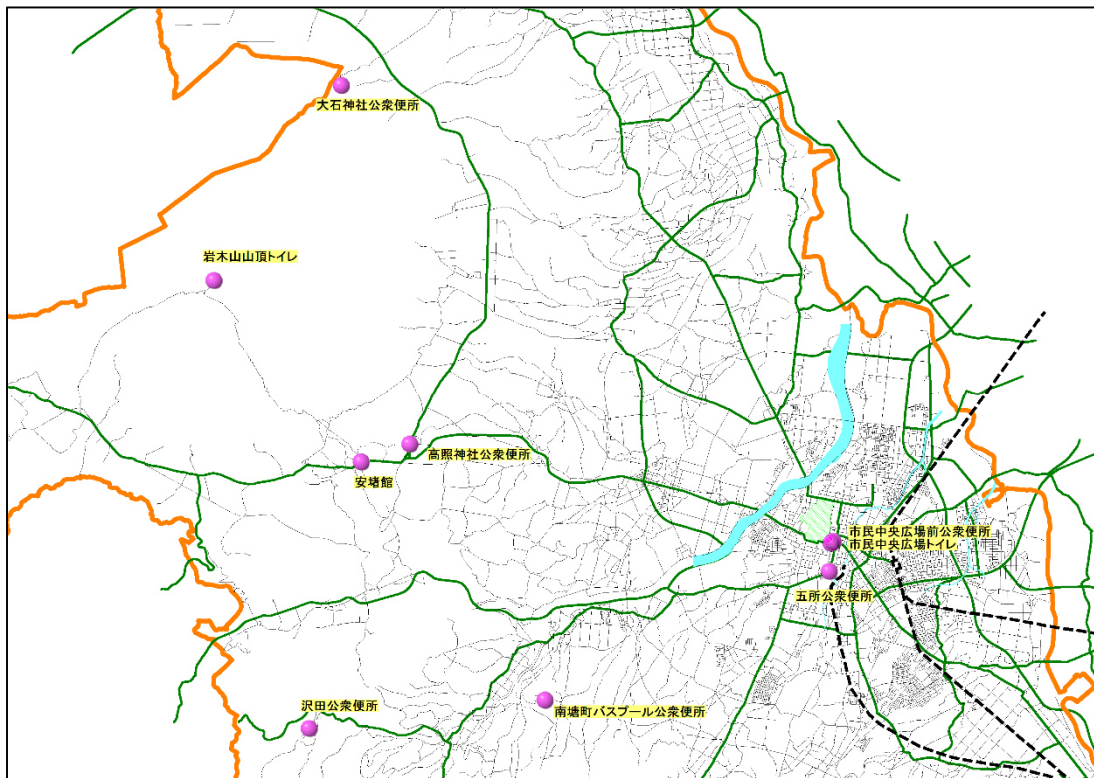 大石神社公衆便所
岩木山山頂トイレ
高照神社公衆便所
安堵館
市民中央広場前公衆便所
市民中央広場トイレ
五所公衆便所
沢田公衆便所
南塘町バスプール公衆便所